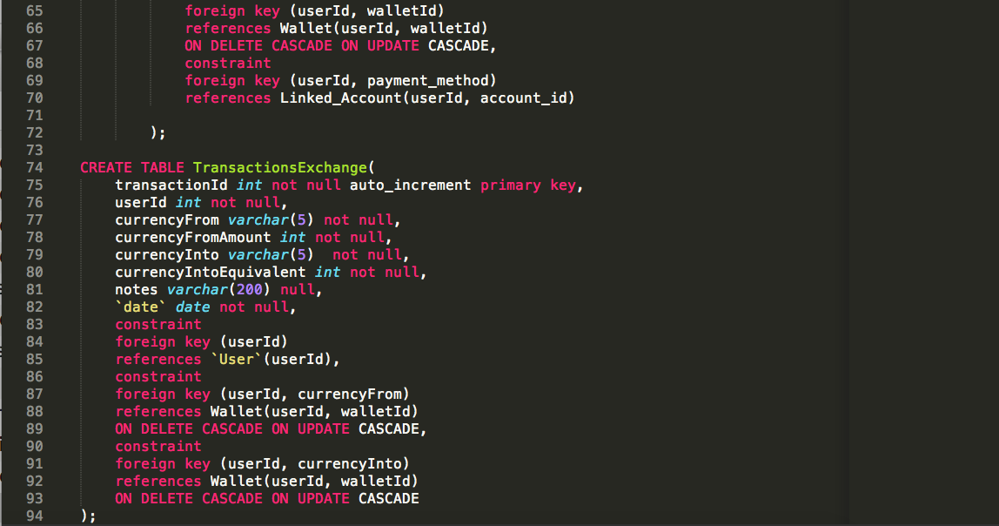 65 foreign key (userId, walletId)
66 references Wallet(userId, walletId)
67 ON DELETE CASCADE ON UPDATE CASCADE,
68 constraint
69 foreign key (userId, payment_method)
70 references Linked_Account(userId, account_id)
71
72 );
73
74 CREATE TABLE TransactionsExchange(
75 transactionId int not null auto_increment primary key,
76 userId int not null,
77 currencyFrom varchar(5) not null,
78 currencyFromAmount int not null,
79 currencyInto varchar(5)  not null,
80 currencyIntoEquivalent int not null,
81 notes varchar(200) null,
82 `date` date not null,
83 constraint
84 foreign key (userId)
85 references `User`(userId),
86 constraint
87 foreign key (userId, currencyFrom)
88 references Wallet(userId, walletId)
89 ON DELETE CASCADE ON UPDATE CASCADE,
90 constraint
91 foreign key (userId, currencyInto)
92 references Wallet(userId, walletId)
93 ON DELETE CASCADE ON UPDATE CASCADE
94 );